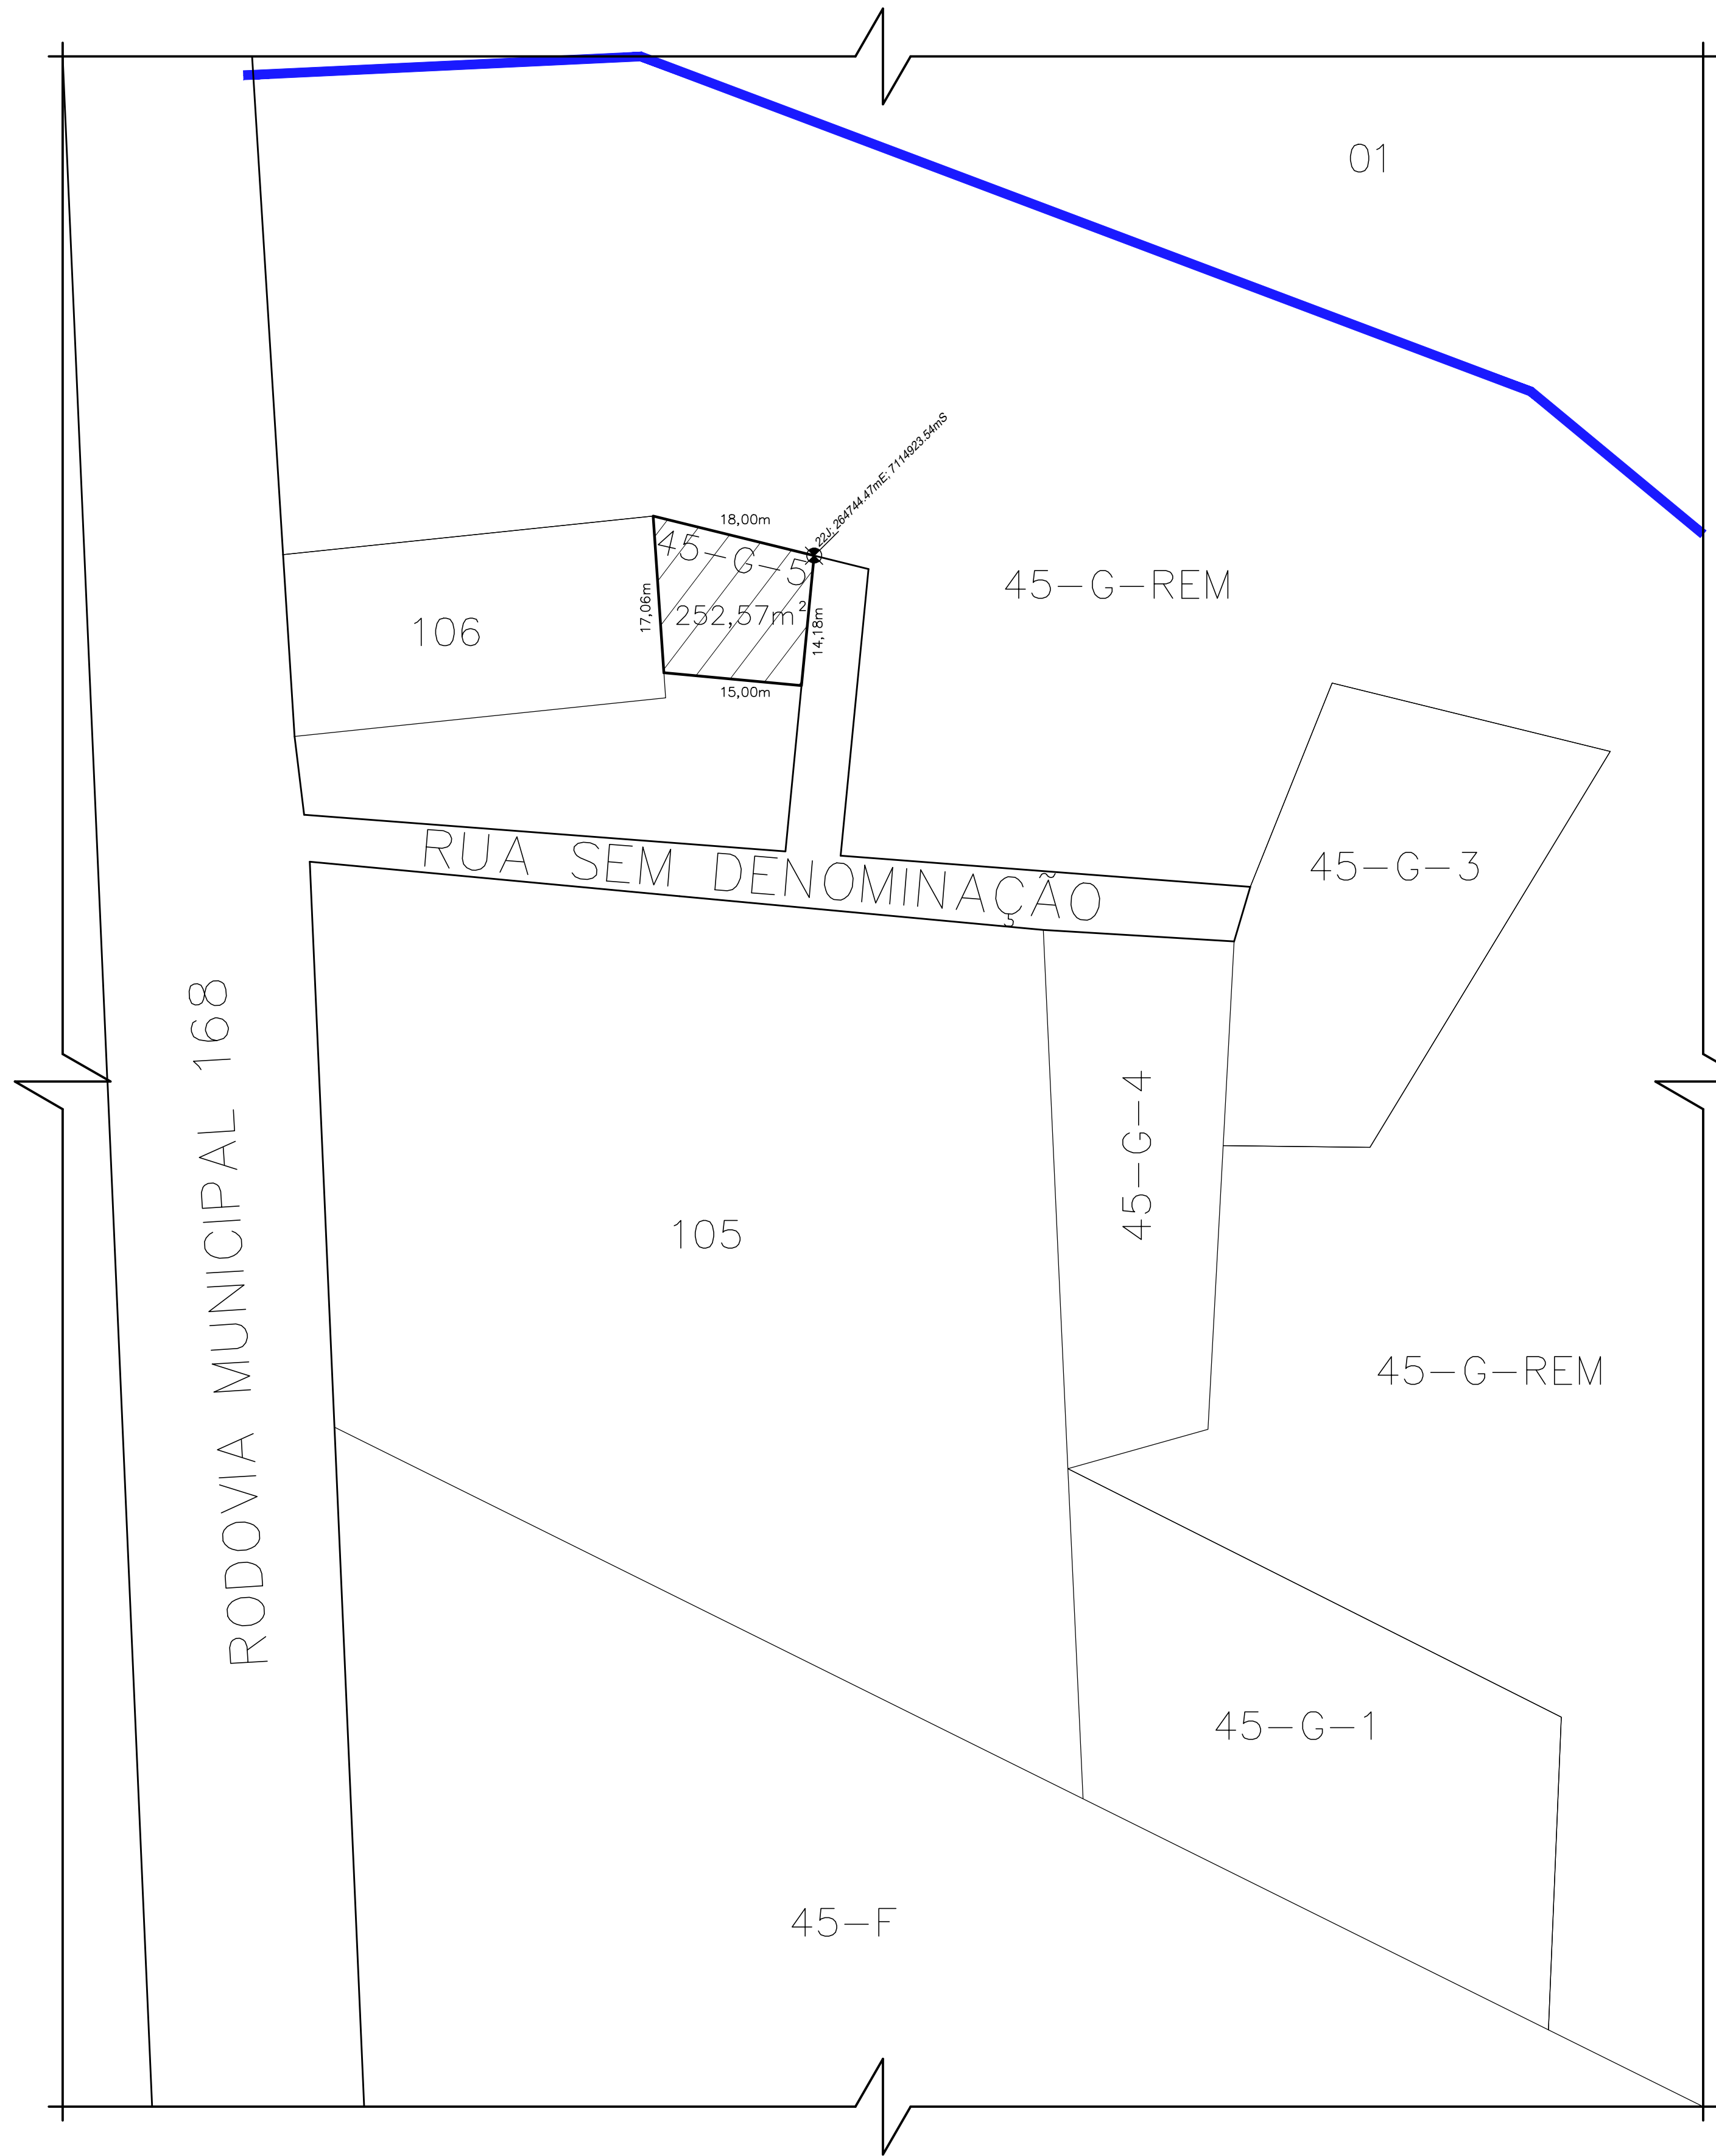 01
22J; 264744.47mE; 7114923.54mS
18,00m
45-G-5
45-G-REM
17,06m
252,57m²
14,18m
106
15,00m
RUA SEM DENOMINAÇÃO
45-G-3
RODOVIA MUNICIPAL 168
45-G-4
105
45-G-REM
45-G-1
45-F